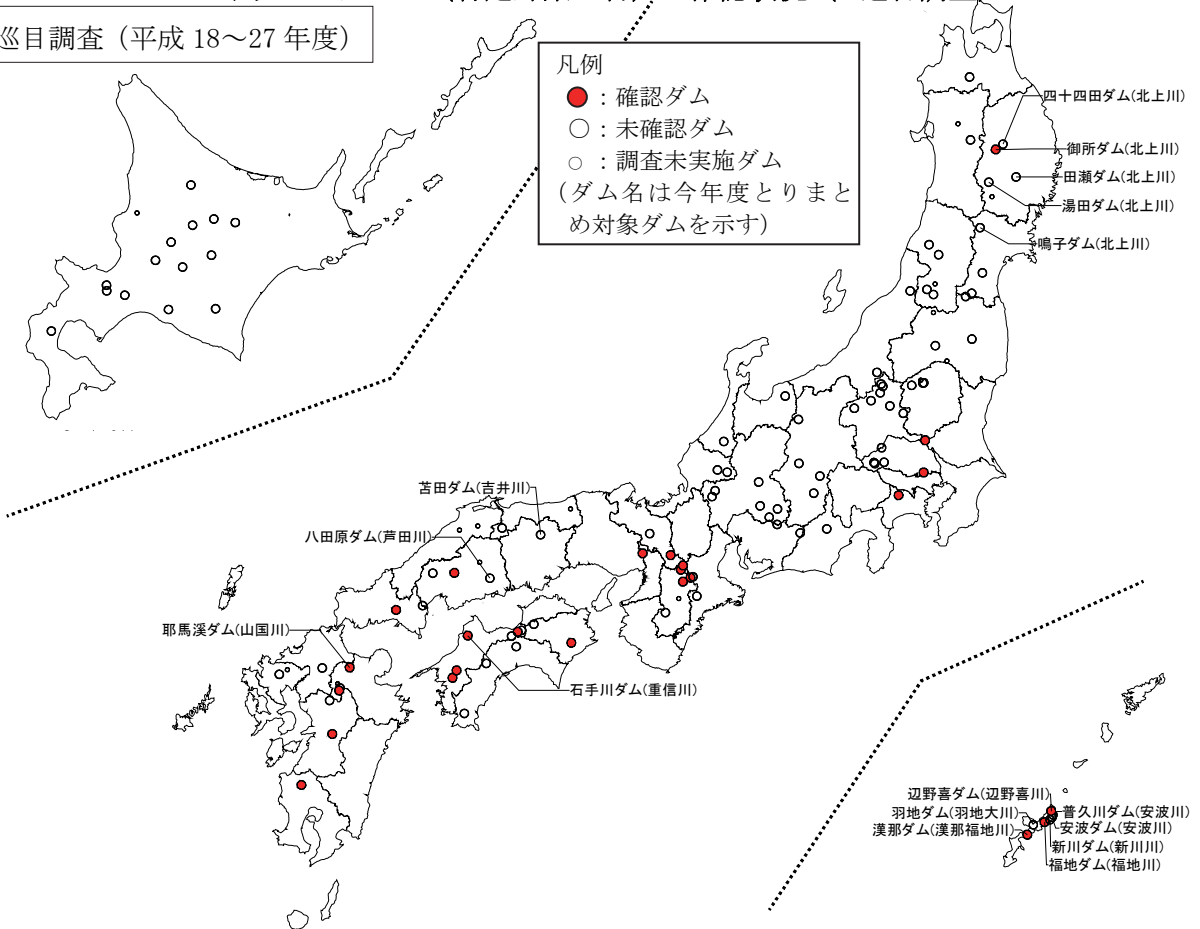 巡目調査（平成 18～27 年度）
凡例
：確認ダム
：未確認ダム
：調査未実施ダム
(ダム名は今年度とりまと
め対象ダムを示す)
四十四田ダム(北上川)
御所ダム(北上川)
田瀬ダム(北上川)
湯田ダム(北上川)
鳴子ダム(北上川)
苫田ダム(吉井川)
八田原ダム(芦田川)
耶馬溪ダム(山国川)
石手川ダム(重信川)
辺野喜ダム(辺野喜川)
羽地ダム(羽地大川)
普久川ダム(安波川)
漢那ダム(漢那福地川)
安波ダム(安波川)
新川ダム(新川川)
福地ダム(福地川)